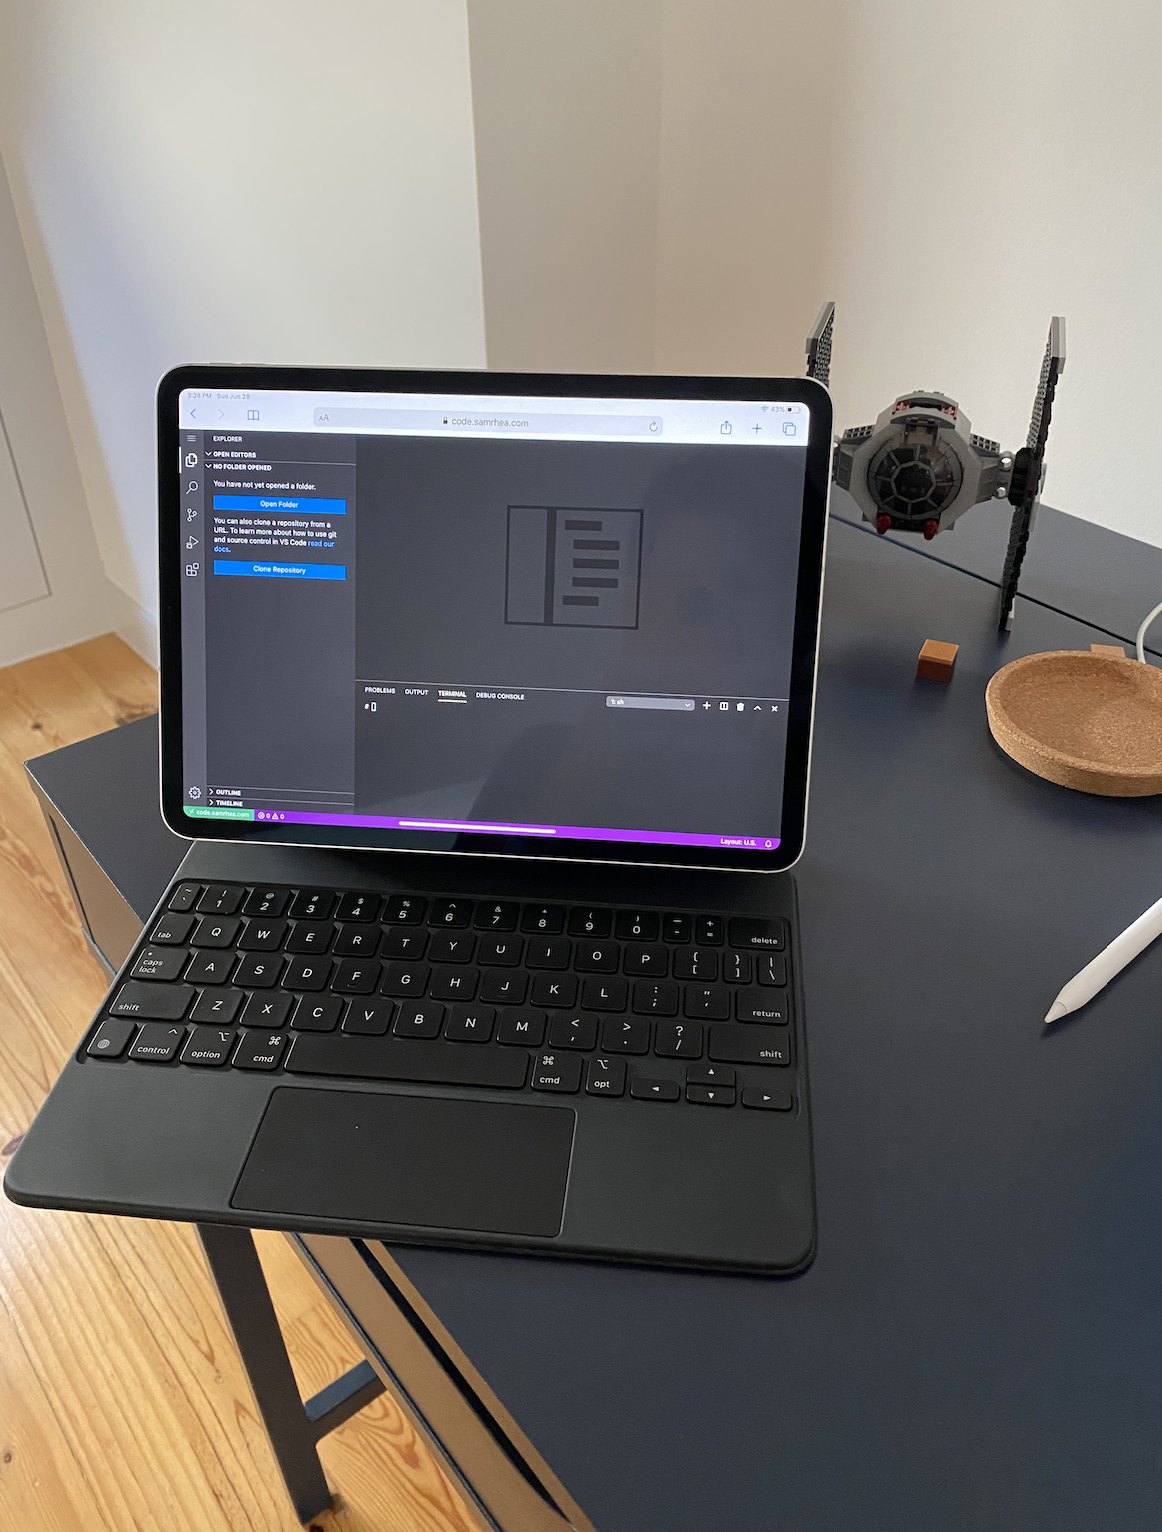 3:29 PM Sun Jun 28
43%
AA
code.samrhea.com
EXPLORER
OPEN EDITORS
NO FOLDER OPENED
You have not yet opened a folder.
Open Folder
You can also clone a repository from a
URL. To learn more about how to use git
and source control in VS Code read our
docs.
Clone Repository
PROBLEMS OUTPUT TERMINAL DEBUG CONSOLE
1: sh
#
OUTLINE
TIMELINE
code.samrhea.com 0 0
Layout: U.S.
~ ! @ # $ % ^ & * ( ) _ +
` 1 2 3 4 5 6 7 8 9 0 - = delete
tab Q W E R T Y U I O P { [ } ] | \
caps lock A S D F G H J K L : ; " ' return
shift Z X C V B N M < , > . ? / shift
control option ⌘ cmd ⌘ cmd opt